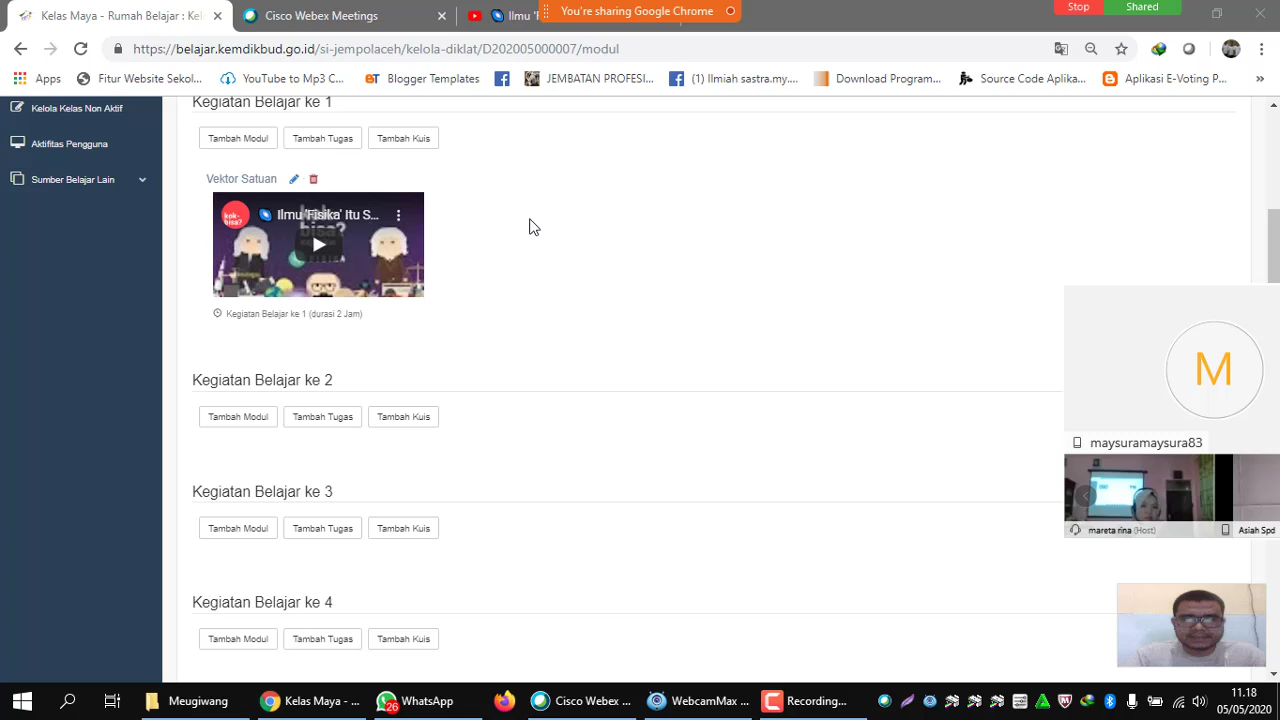 Kelas Maya - Rumah Belajar : Kel
Cisco Webex Meetings
Ilmu 'F
You're sharing Google Chrome
Stop
Shared
https://belajar.kemdikbud.go.id/si-jempolaceh/kelola-diklat/D202005000007/modul
Apps
Fitur Website Sekol...
YouTube to Mp3 C...
Blogger Templates
JEMBATAN PROFESI...
(1) Ilmiah sastra.my....
Download Program...
Source Code Aplika...
Aplikasi E-Voting P...
»
Kelola Kelas Non Aktif
Aktifitas Pengguna
Sumber Belajar Lain
Kegiatan Belajar ke 1
Tambah Modul Tambah Tugas Tambah Kuis
Vektor Satuan
kok-
bisa?
Ilmu 'Fisika' Itu S...
Kegiatan Belajar ke 1 (durasi 2 Jam)
Kegiatan Belajar ke 2
Tambah Modul Tambah Tugas Tambah Kuis
Kegiatan Belajar ke 3
Tambah Modul Tambah Tugas Tambah Kuis
Kegiatan Belajar ke 4
Tambah Modul Tambah Tugas Tambah Kuis
M
maysuramaysura83
mareta rina (Host)
Asiah Spd
Meugiwang
Kelas Maya - ...
26
WhatsApp
Cisco Webex ...
WebcamMax ...
Recording...
11.18
05/05/2020